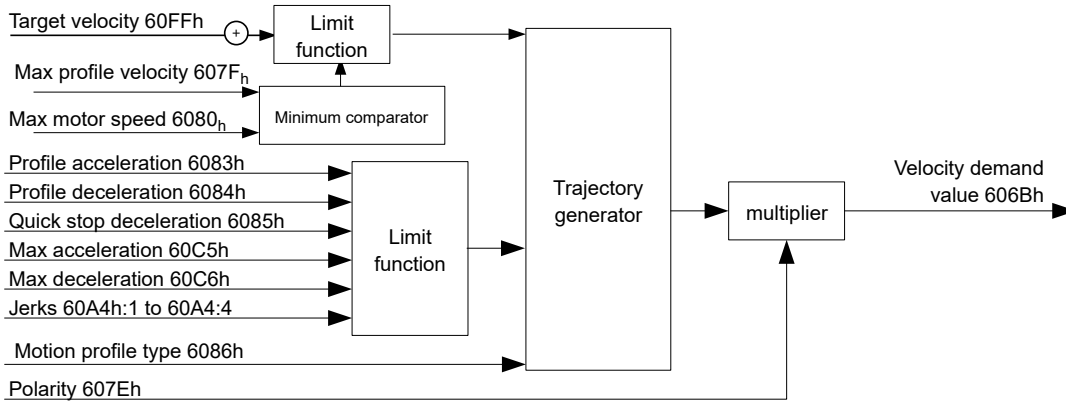 Target velocity 60FFh
+
Limit
function
Max profile velocity 607Fh
Minimum comparator
Max motor speed 6080h
Profile acceleration 6083h
Profile deceleration 6084h
Quick stop deceleration 6085h
Max acceleration 60C5h
Max deceleration 60C6h
Jerks 60A4h:1 to 60A4:4
Limit
function
Motion profile type 6086h
Polarity 607Eh
Trajectory
generator
multiplier
Velocity demand
value 606Bh